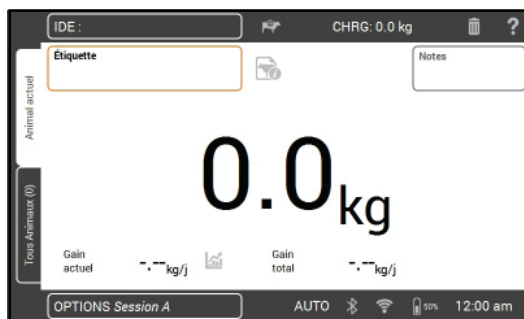 IDE :
CHRG: 0.0 kg
?
Étiquette
Notes
Animal actuel
0.0kg
Tous Animaux (0)
Gain actuel
-.--kg/j
Gain total
-.--kg/j
OPTIONS Session A
AUTO
50%
12:00 am